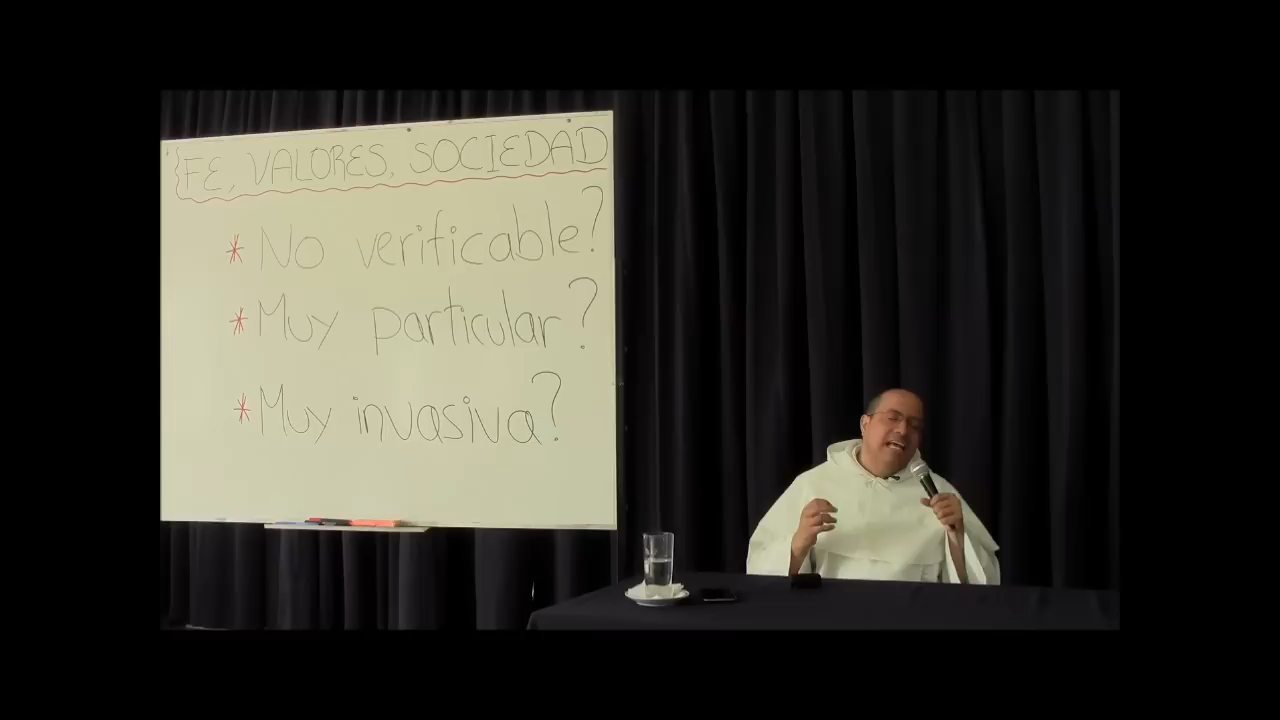 FE, VALORES, SOCIEDAD
* No verificable?
* Muy particular?
* Muy invasiva?